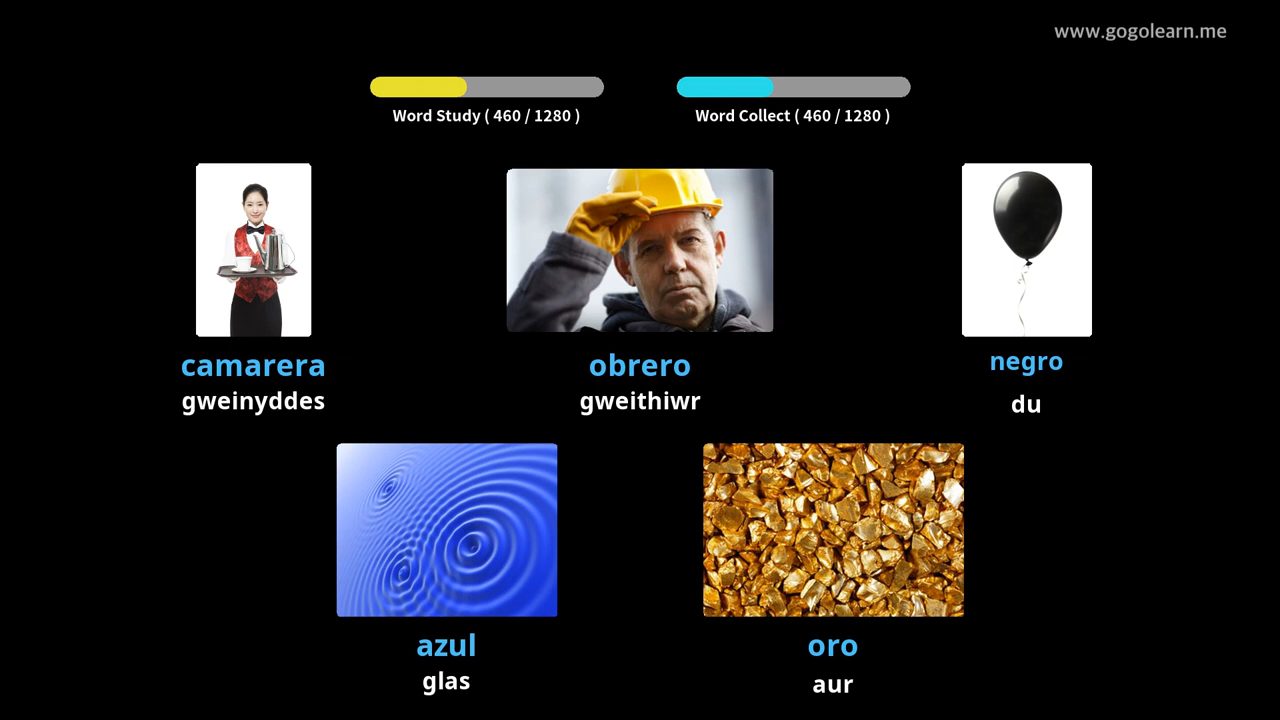 www.gogolearn.me
Word Study ( 460 / 1280 )
Word Collect ( 460 / 1280 )
camarera
gweinyddes
obrero
gweithiwr
negro
du
azul
glas
oro
aur